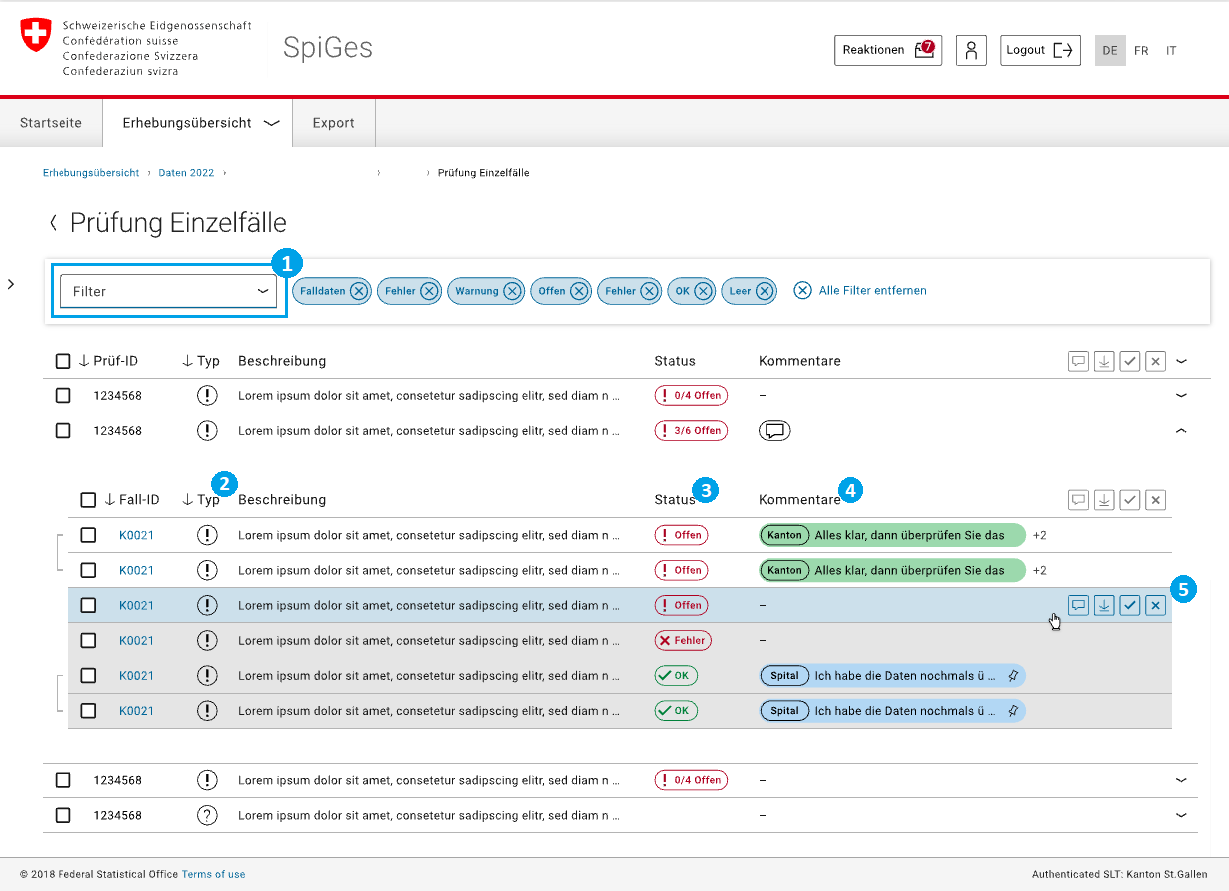 Schweizerische Eidgenossenschaft
Confédération suisse
Confederazione Svizzera
Confederaziun svizra
SpiGes
Reaktionen 7
Logout
DE FR IT
Startseite Erhebungsübersicht Export
Erhebungsübersicht › Daten 2022 › › › Prüfung Einzelfälle
Prüfung Einzelfälle
1
Filter Falldaten Fehler Warnung Offen Fehler OK Leer Alle Filter entfernen
Prüf-ID Typ Beschreibung Status Kommentare
1234568 ! Lorem ipsum dolor sit amet, consetetur sadipscing elitr, sed diam n ... ! 0/4 Offen –
1234568 ! Lorem ipsum dolor sit amet, consetetur sadipscing elitr, sed diam n ... ! 3/6 Offen
2 3 4
Fall-ID Typ Beschreibung Status Kommentare
K0021 ! Lorem ipsum dolor sit amet, consetetur sadipscing elitr, sed diam n ... ! Offen Kanton Alles klar, dann überprüfen Sie das +2
K0021 ! Lorem ipsum dolor sit amet, consetetur sadipscing elitr, sed diam n ... ! Offen Kanton Alles klar, dann überprüfen Sie das +2
5
K0021 ! Lorem ipsum dolor sit amet, consetetur sadipscing elitr, sed diam n ... ! Offen –
K0021 ! Lorem ipsum dolor sit amet, consetetur sadipscing elitr, sed diam n ... Fehler –
K0021 ! Lorem ipsum dolor sit amet, consetetur sadipscing elitr, sed diam n ... OK Spital Ich habe die Daten nochmals ü ...
K0021 ! Lorem ipsum dolor sit amet, consetetur sadipscing elitr, sed diam n ... OK Spital Ich habe die Daten nochmals ü ...
1234568 ! Lorem ipsum dolor sit amet, consetetur sadipscing elitr, sed diam n ... ! 0/4 Offen –
1234568 ? Lorem ipsum dolor sit amet, consetetur sadipscing elitr, sed diam n ... –
© 2018 Federal Statistical Office Terms of use Authenticated SLT: Kanton St.Gallen